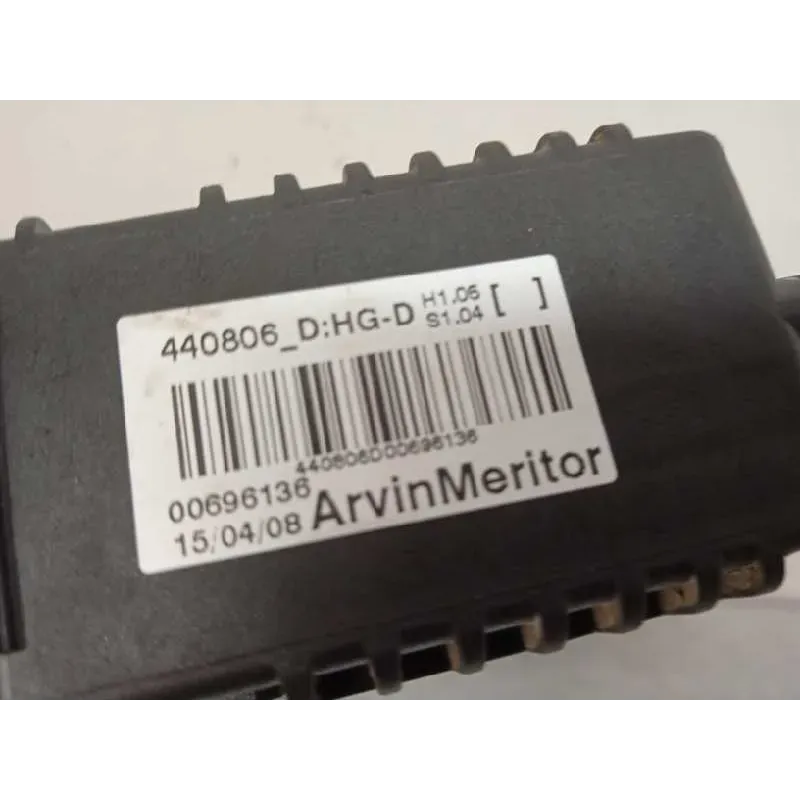 440806_D:HG-D H1.06 S1.04 [ ]
440806D00696136
00696136
15/04/08 ArvinMeritor